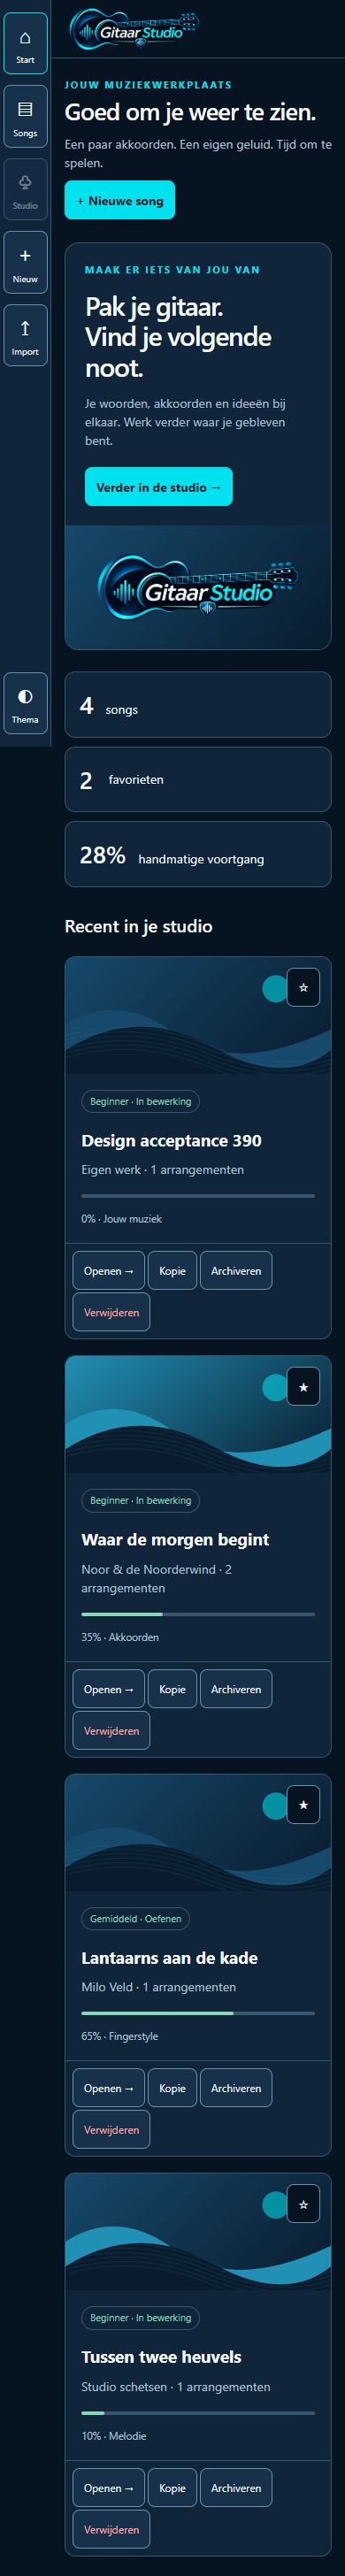 Start
Songs
Studio
Nieuw
Import
Thema
Gitaar Studio
JOUW MUZIEKWERKPLAATS
Goed om je weer te zien.
Een paar akkoorden. Een eigen geluid. Tijd om te
spelen.
+ Nieuwe song
MAAK ER IETS VAN JOU VAN
Pak je gitaar.
Vind je volgende
noot.
Je woorden, akkoorden en ideeën bij
elkaar. Werk verder waar je gebleven
bent.
Verder in de studio →
Gitaar Studio
4 songs
2 favorieten
28% handmatige voortgang
Recent in je studio
Beginner · In bewerking
Design acceptance 390
Eigen werk · 1 arrangementen
0% · Jouw muziek
Openen → Kopie Archiveren
Verwijderen
Beginner · In bewerking
Waar de morgen begint
Noor & de Noorderwind · 2
arrangementen
35% · Akkoorden
Openen → Kopie Archiveren
Verwijderen
Gemiddeld · Oefenen
Lantaarns aan de kade
Milo Veld · 1 arrangementen
65% · Fingerstyle
Openen → Kopie Archiveren
Verwijderen
Beginner · In bewerking
Tussen twee heuvels
Studio schetsen · 1 arrangementen
10% · Melodie
Openen → Kopie Archiveren
Verwijderen